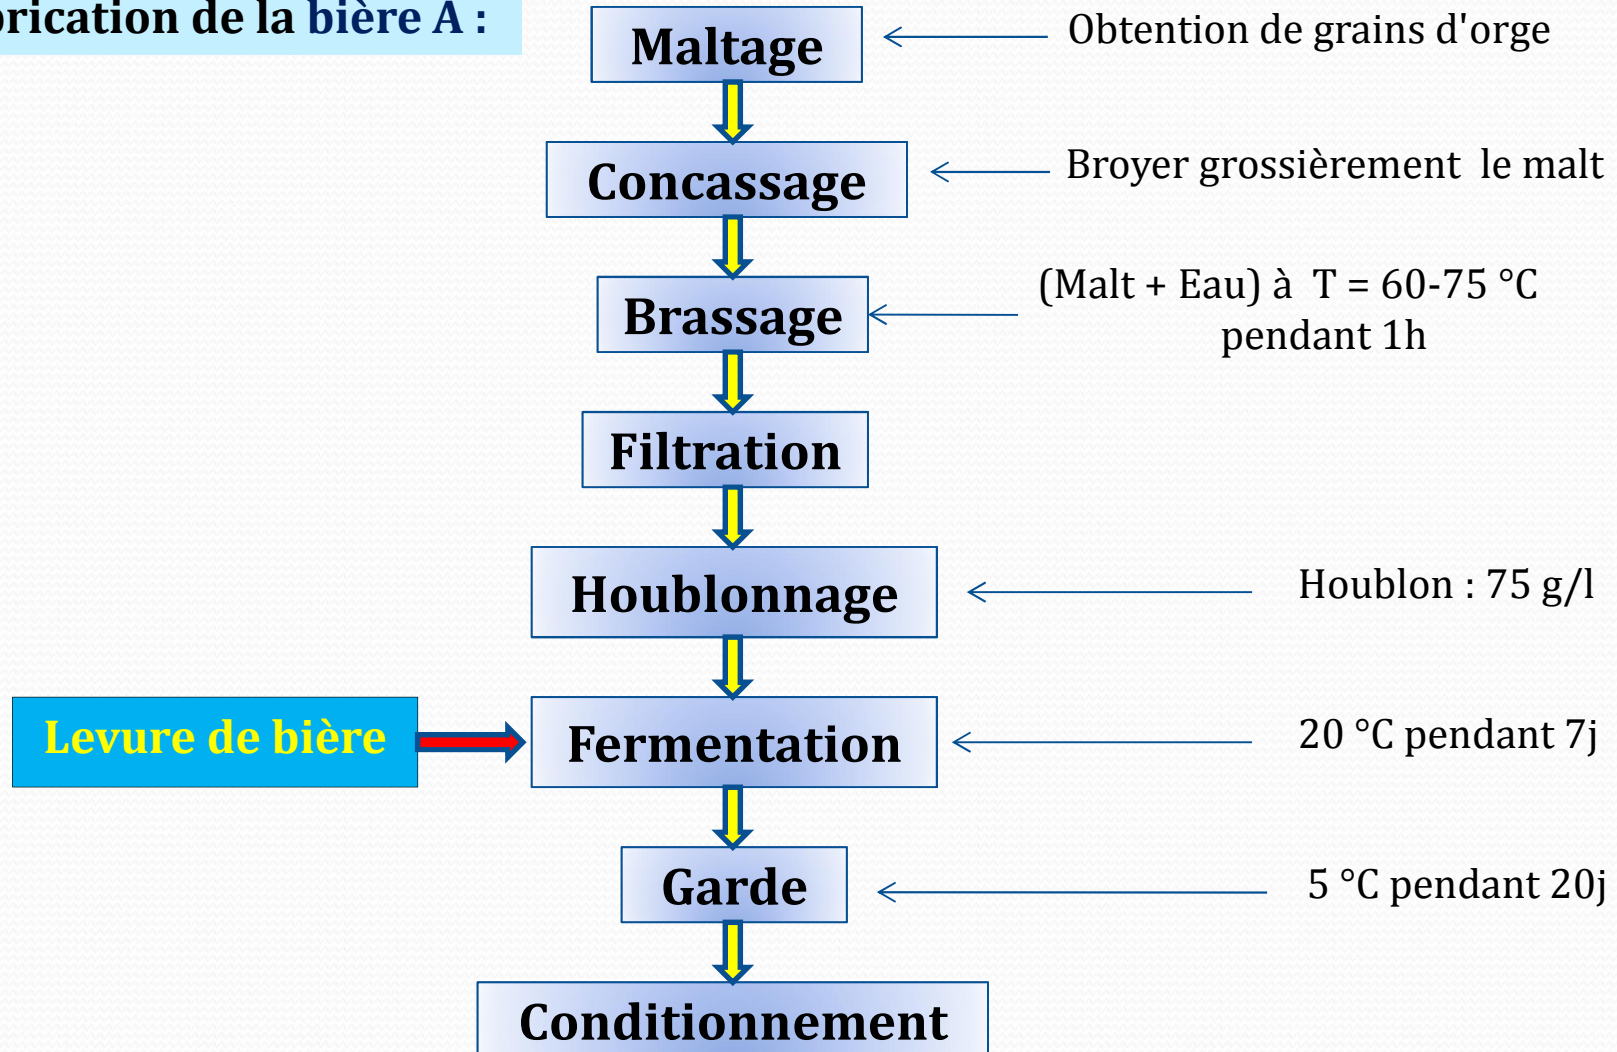 brication de la bière A :
Maltage
Obtention de grains d'orge
Concassage
Broyer grossièrement le malt
Brassage
(Malt + Eau) à T = 60-75 °C
pendant 1h
Filtration
Houblonnage
Houblon : 75 g/l
Levure de bière
Fermentation
20 °C pendant 7j
Garde
5 °C pendant 20j
Conditionnement